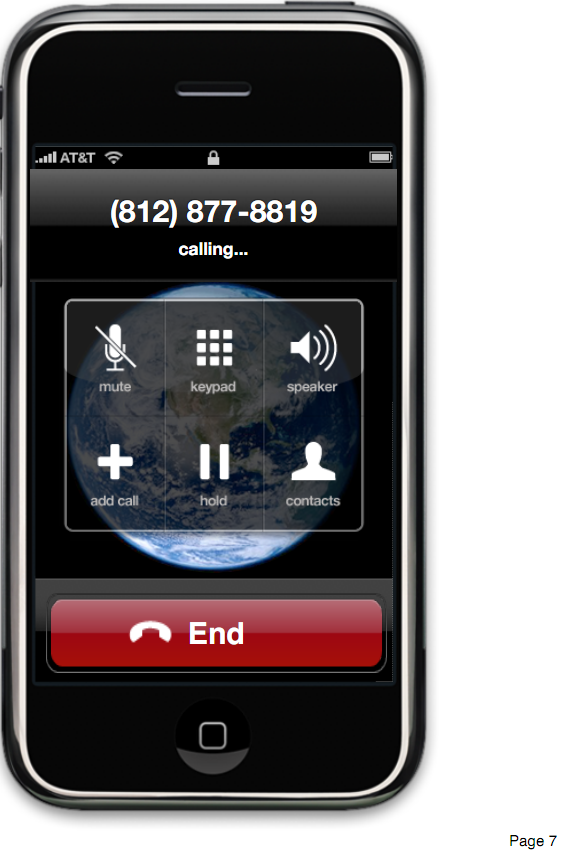 AT&T
(812) 877-8819
calling...
mute keypad speaker
add call hold contacts
End
Page 7